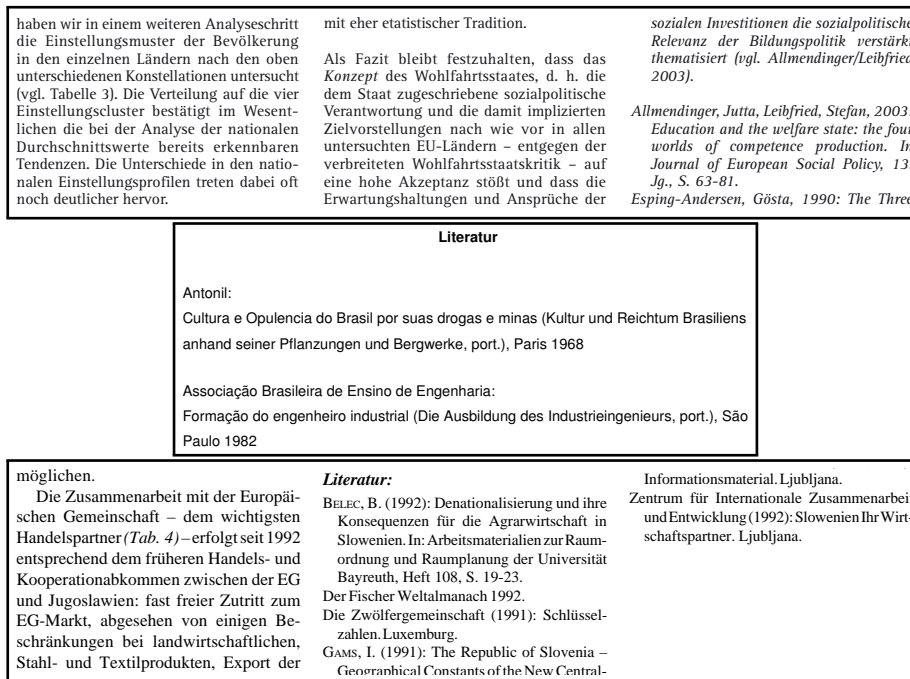 haben wir in einem weiteren Analyseschritt
die Einstellungsmuster der Bevölkerung
in den einzelnen Ländern nach den oben
unterschiedenen Konstellationen untersucht
(vgl. Tabelle 3). Die Verteilung auf die vier
Einstellungscluster bestätigt im Wesent-
lichen die bei der Analyse der nationalen
Durchschnittswerte bereits erkennbaren
Tendenzen. Die Unterschiede in den natio-
nalen Einstellungsprofilen treten dabei oft
noch deutlicher hervor.
mit eher etatistischer Tradition.
Als Fazit bleibt festzuhalten, dass das
Konzept des Wohlfahrtsstaates, d. h. die
dem Staat zugeschriebene sozialpolitische
Verantwortung und die damit implizierten
Zielvorstellungen nach wie vor in allen
untersuchten EU-Ländern – entgegen der
verbreiteten Wohlfahrtsstaatskritik – auf
eine hohe Akzeptanz stößt und dass die
Erwartungshaltungen und Ansprüche der
sozialen Investitionen die sozialpolitische
Relevanz der Bildungspolitik verstärkt
thematisiert (vgl. Allmendinger/Leibfried
2003).
Allmendinger, Jutta, Leibfried, Stefan, 2003:
Education and the welfare state: the four
worlds of competence production. In
Journal of European Social Policy, 13.
Jg., S. 63-81.
Esping-Andersen, Gösta, 1990: The Three
Literatur
Antonil:
Cultura e Opulencia do Brasil por suas drogas e minas (Kultur und Reichtum Brasiliens
anhand seiner Pflanzungen und Bergwerke, port.), Paris 1968
Associação Brasileira de Ensino de Engenharia:
Formação do engenheiro industrial (Die Ausbildung des Industrieingenieurs, port.), São
Paulo 1982
möglichen.
Die Zusammenarbeit mit der Europäi-
schen Gemeinschaft – dem wichtigsten
Handelspartner (Tab. 4) – erfolgt seit 1992
entsprechend dem früheren Handels- und
Kooperationabkommen zwischen der EG
und Jugoslawien: fast freier Zutritt zum
EG-Markt, abgesehen von einigen Be-
schränkungen bei landwirtschaftlichen,
Stahl- und Textilprodukten, Export der
Literatur:
BELEC, B. (1992): Denationalisierung und ihre
Konsequenzen für die Agrarwirtschaft in
Slowenien. In: Arbeitsmaterialien zur Raum-
ordnung und Raumplanung der Universität
Bayreuth, Heft 108, S. 19-23.
Der Fischer Weltalmanach 1992.
Die Zwölfergemeinschaft (1991): Schlüssel-
zahlen. Luxemburg.
GAMS, I. (1991): The Republic of Slovenia –
Geographical Constants of the New Central-
Informationsmaterial. Ljubljana.
Zentrum für Internationale Zusammenarbeit
und Entwicklung (1992): Slowenien Ihr Wirt-
schaftspartner. Ljubljana.